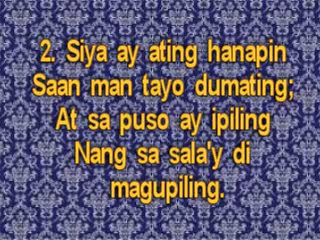 2. Siya ay ating hanapin
Saan man tayo dumating;
At sa puso ay ipiling
Nang sa sala'y di
magupiling.